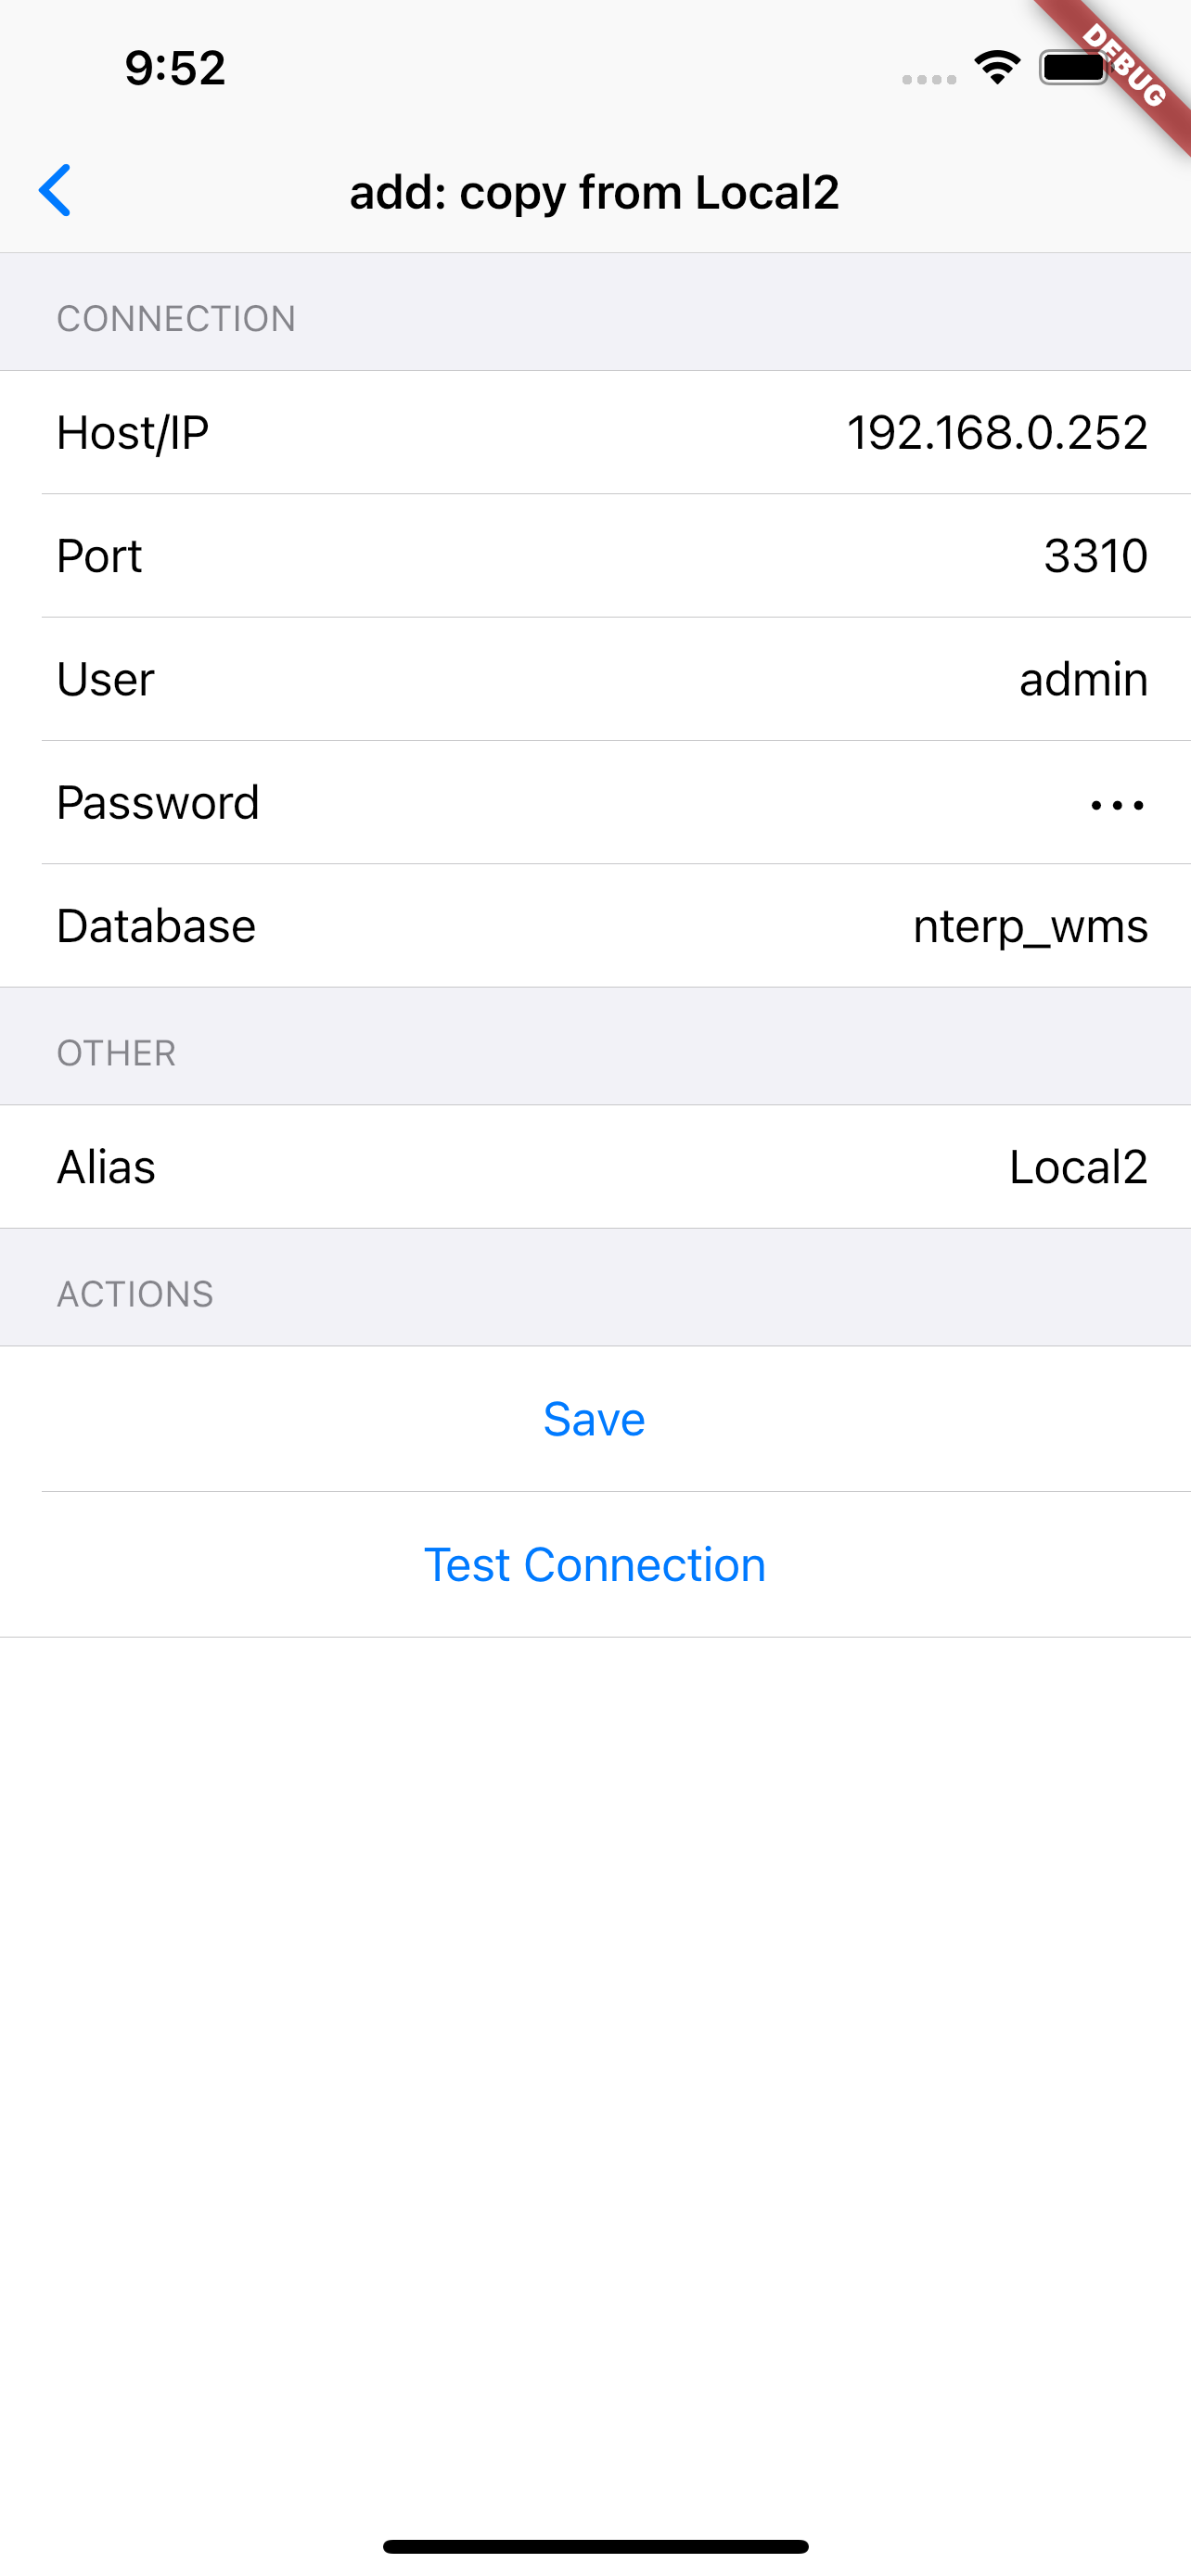 9:52
DEBUG
add: copy from Local2
CONNECTION
Host/IP 192.168.0.252
Port 3310
User admin
Password •••
Database nterp_wms
OTHER
Alias Local2
ACTIONS
Save
Test Connection